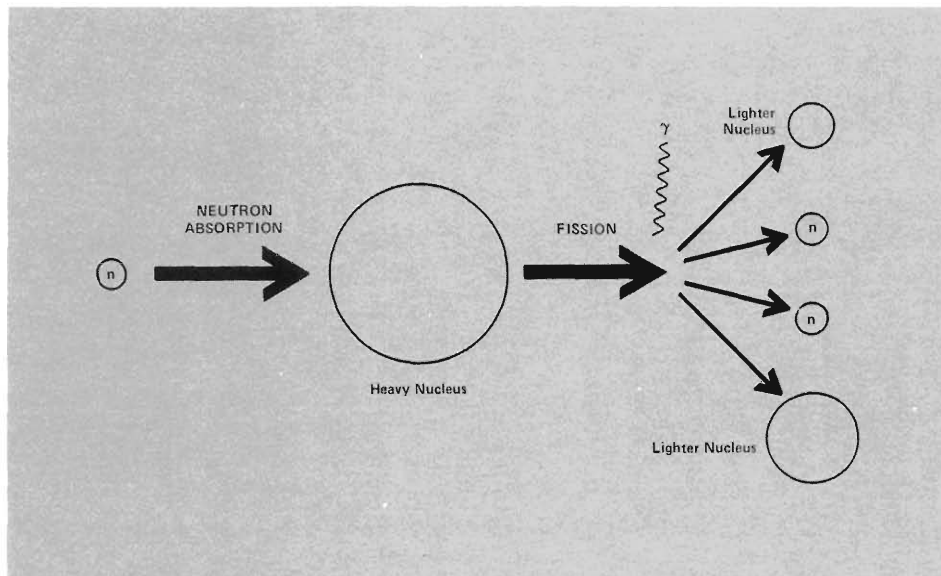 n
NEUTRON
ABSORPTION
Heavy Nucleus
FISSION
γ
Lighter
Nucleus
n
n
Lighter Nucleus